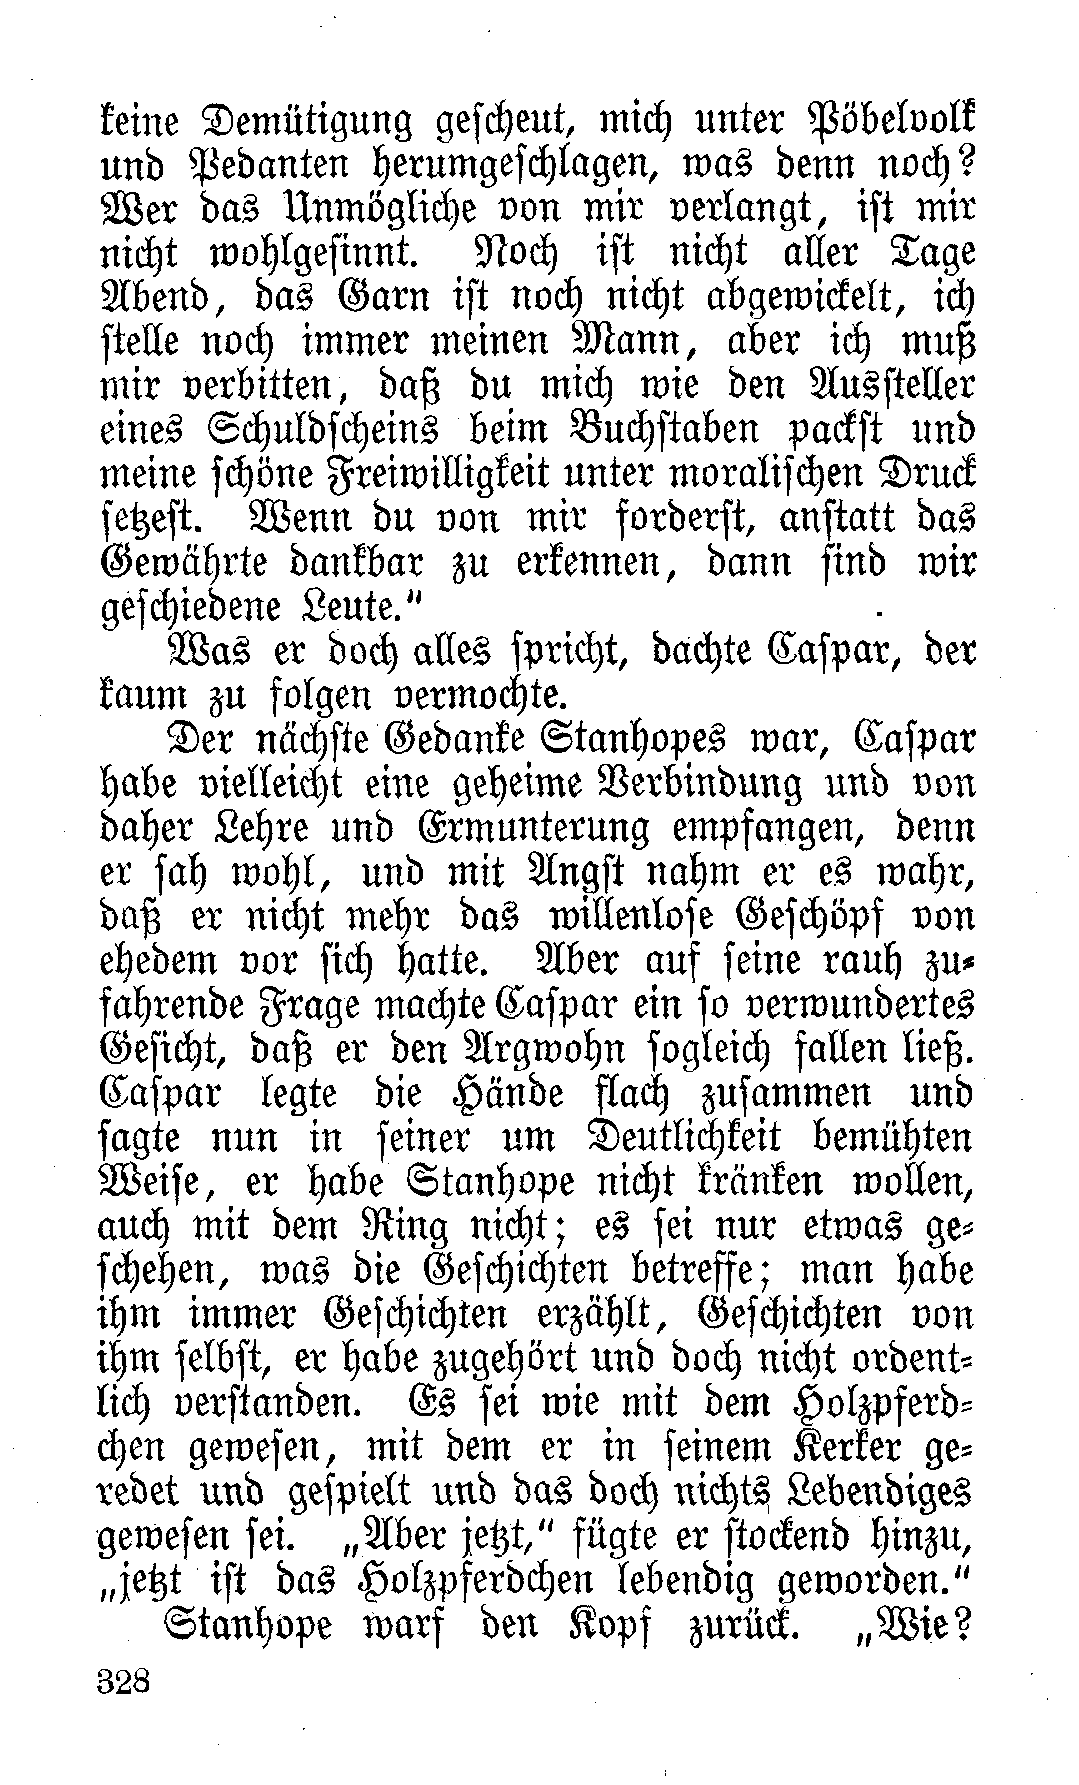 keine Demütigung gescheut, mich unter Pöbelvolk
und Pedanten herumgeschlagen, was denn noch?
Wer das Unmögliche von mir verlangt, ist mir
nicht wohlgesinnt. Noch ist nicht aller Tage
Abend, das Garn ist noch nicht abgewickelt, ich
stelle noch immer meinen Mann, aber ich muß
mir verbitten, daß du mich wie den Aussteller
eines Schuldscheins beim Buchstaben packst und
meine schöne Freiwilligkeit unter moralischen Druck
setzest. Wenn du von mir forderst, anstatt das
Gewährte dankbar zu erkennen, dann sind wir
geschiedene Leute."
Was er doch alles spricht, dachte Caspar, der
kaum zu folgen vermochte.
Der nächste Gedanke Stanhopes war, Caspar
habe vielleicht eine geheime Verbindung und von
daher Lehre und Ermunterung empfangen, denn
er sah wohl, und mit Angst nahm er es wahr,
daß er nicht mehr das willenlose Geschöpf von
ehedem vor sich hatte. Aber auf seine rauh zu-
fahrende Frage machte Caspar ein so verwundertes
Gesicht, daß er den Argwohn sogleich fallen ließ.
Caspar legte die Hände flach zusammen und
sagte nun in seiner um Deutlichkeit bemühten
Weise, er habe Stanhope nicht kränken wollen,
auch mit dem Ring nicht; es sei nur etwas ge-
schehen, was die Geschichten betreffe; man habe
ihm immer Geschichten erzählt, Geschichten von
ihm selbst, er habe zugehört und doch nicht ordent-
lich verstanden. Es sei wie mit dem Holzpferd-
chen gewesen, mit dem er in seinem Kerker ge-
redet und gespielt und das doch nichts Lebendiges
gewesen sei. „Aber jetzt," fügte er stockend hinzu,
„jetzt ist das Holzpferdchen lebendig geworden."
Stanhope warf den Kopf zurück. „Wie?
328